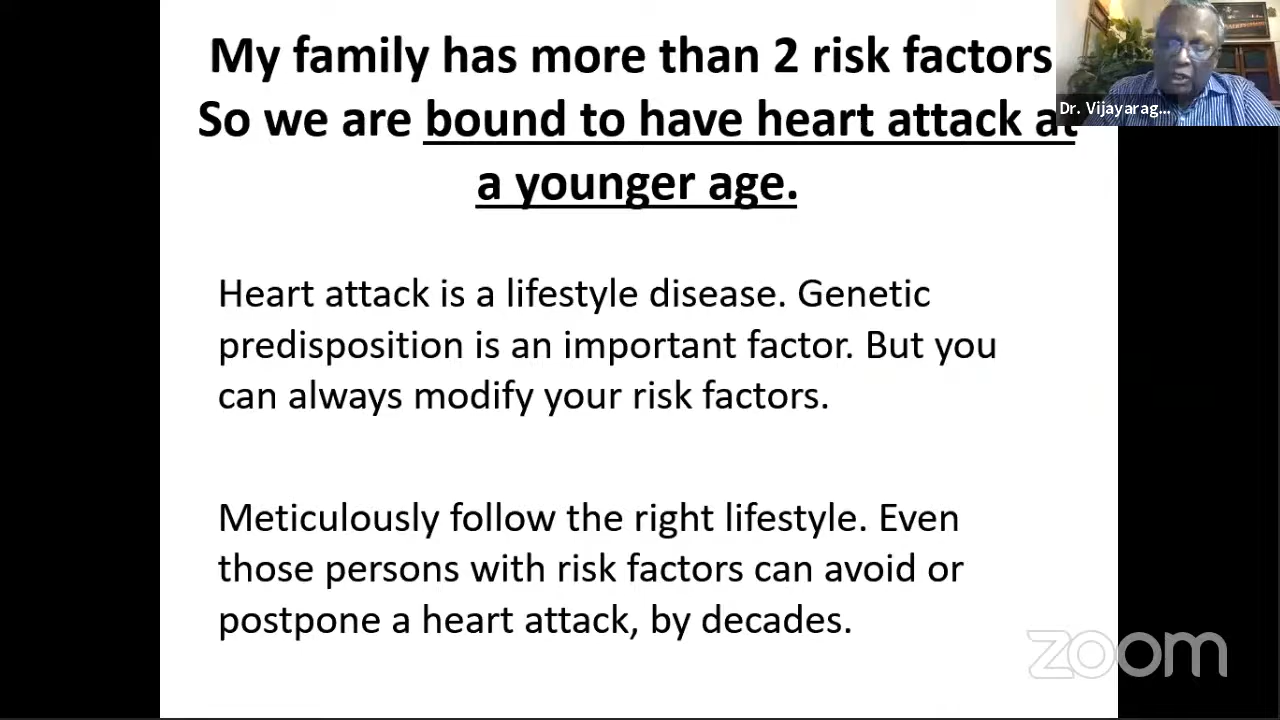 My family has more than 2 risk factors
So we are bound to have heart attack at
a younger age.
Dr. Vijayarag...
Heart attack is a lifestyle disease. Genetic
predisposition is an important factor. But you
can always modify your risk factors.
Meticulously follow the right lifestyle. Even
those persons with risk factors can avoid or
postpone a heart attack, by decades.
zoom